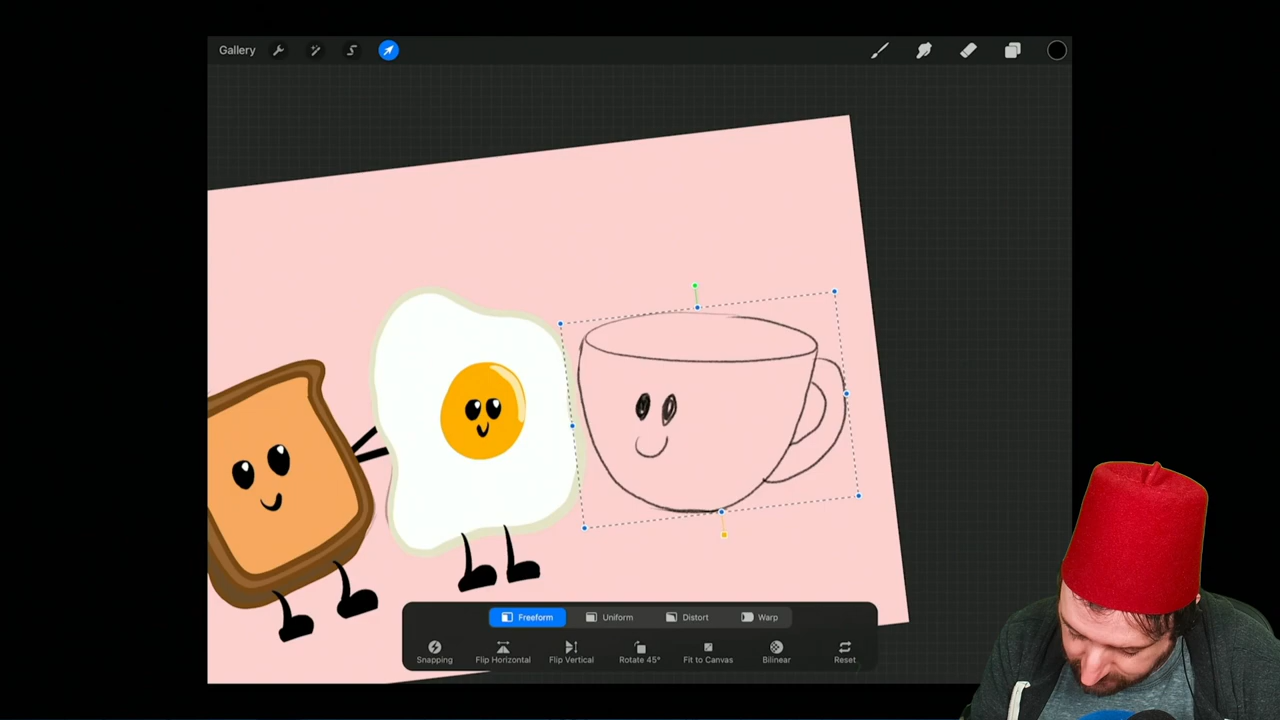 Gallery
Freeform Uniform Distort Warp
Snapping Flip Horizontal Flip Vertical Rotate 45° Fit to Canvas Bilinear Reset